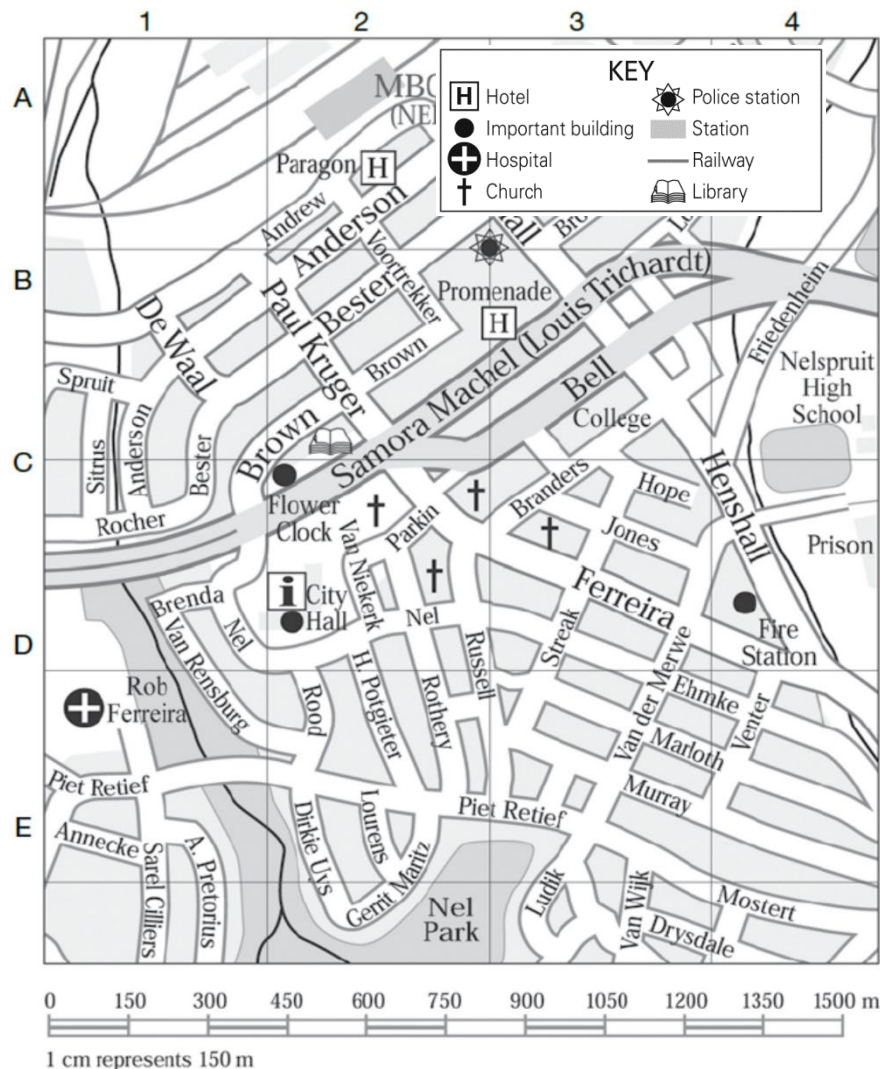 1 2 3 4
A
B
C
D
E
KEY
H Hotel
Important building
Hospital
Church
Police station
Station
Railway
Library
Paragon H
Andrew
Anderson
Voortrekker
Promenade
H
Bester
Paul Kruger
De Waal
Brown
Samora Machel (Louis Trichardt)
Bell
Friedenheim
Nelspruit
High
School
Spruit
Sitrus
Anderson
Bester
Brown
College
Rocher
Flower
Clock
Parkin
Branders
Hope
Jones
Henshall
Prison
Van Niekerk
i City
Hall
Brenda
Nel
Nel
Van Rensburg
Ferreira
Streak
Fire
Station
Rob
Ferreira
Rood
H. Potgieter
Rothery
Russell
Van der Merwe
Ehmke
Venter
Marloth
Murray
Piet Retief
Piet Retief
Annecke
Sarel Cilliers
A. Pretorius
Dirkie Uys
Lourens
Gerrit Maritz
Nel
Park
Ludik
Van Wijk
Mostert
Drysdale
0 150 300 450 600 750 900 1050 1200 1350 1500 m
1 cm represents 150 m